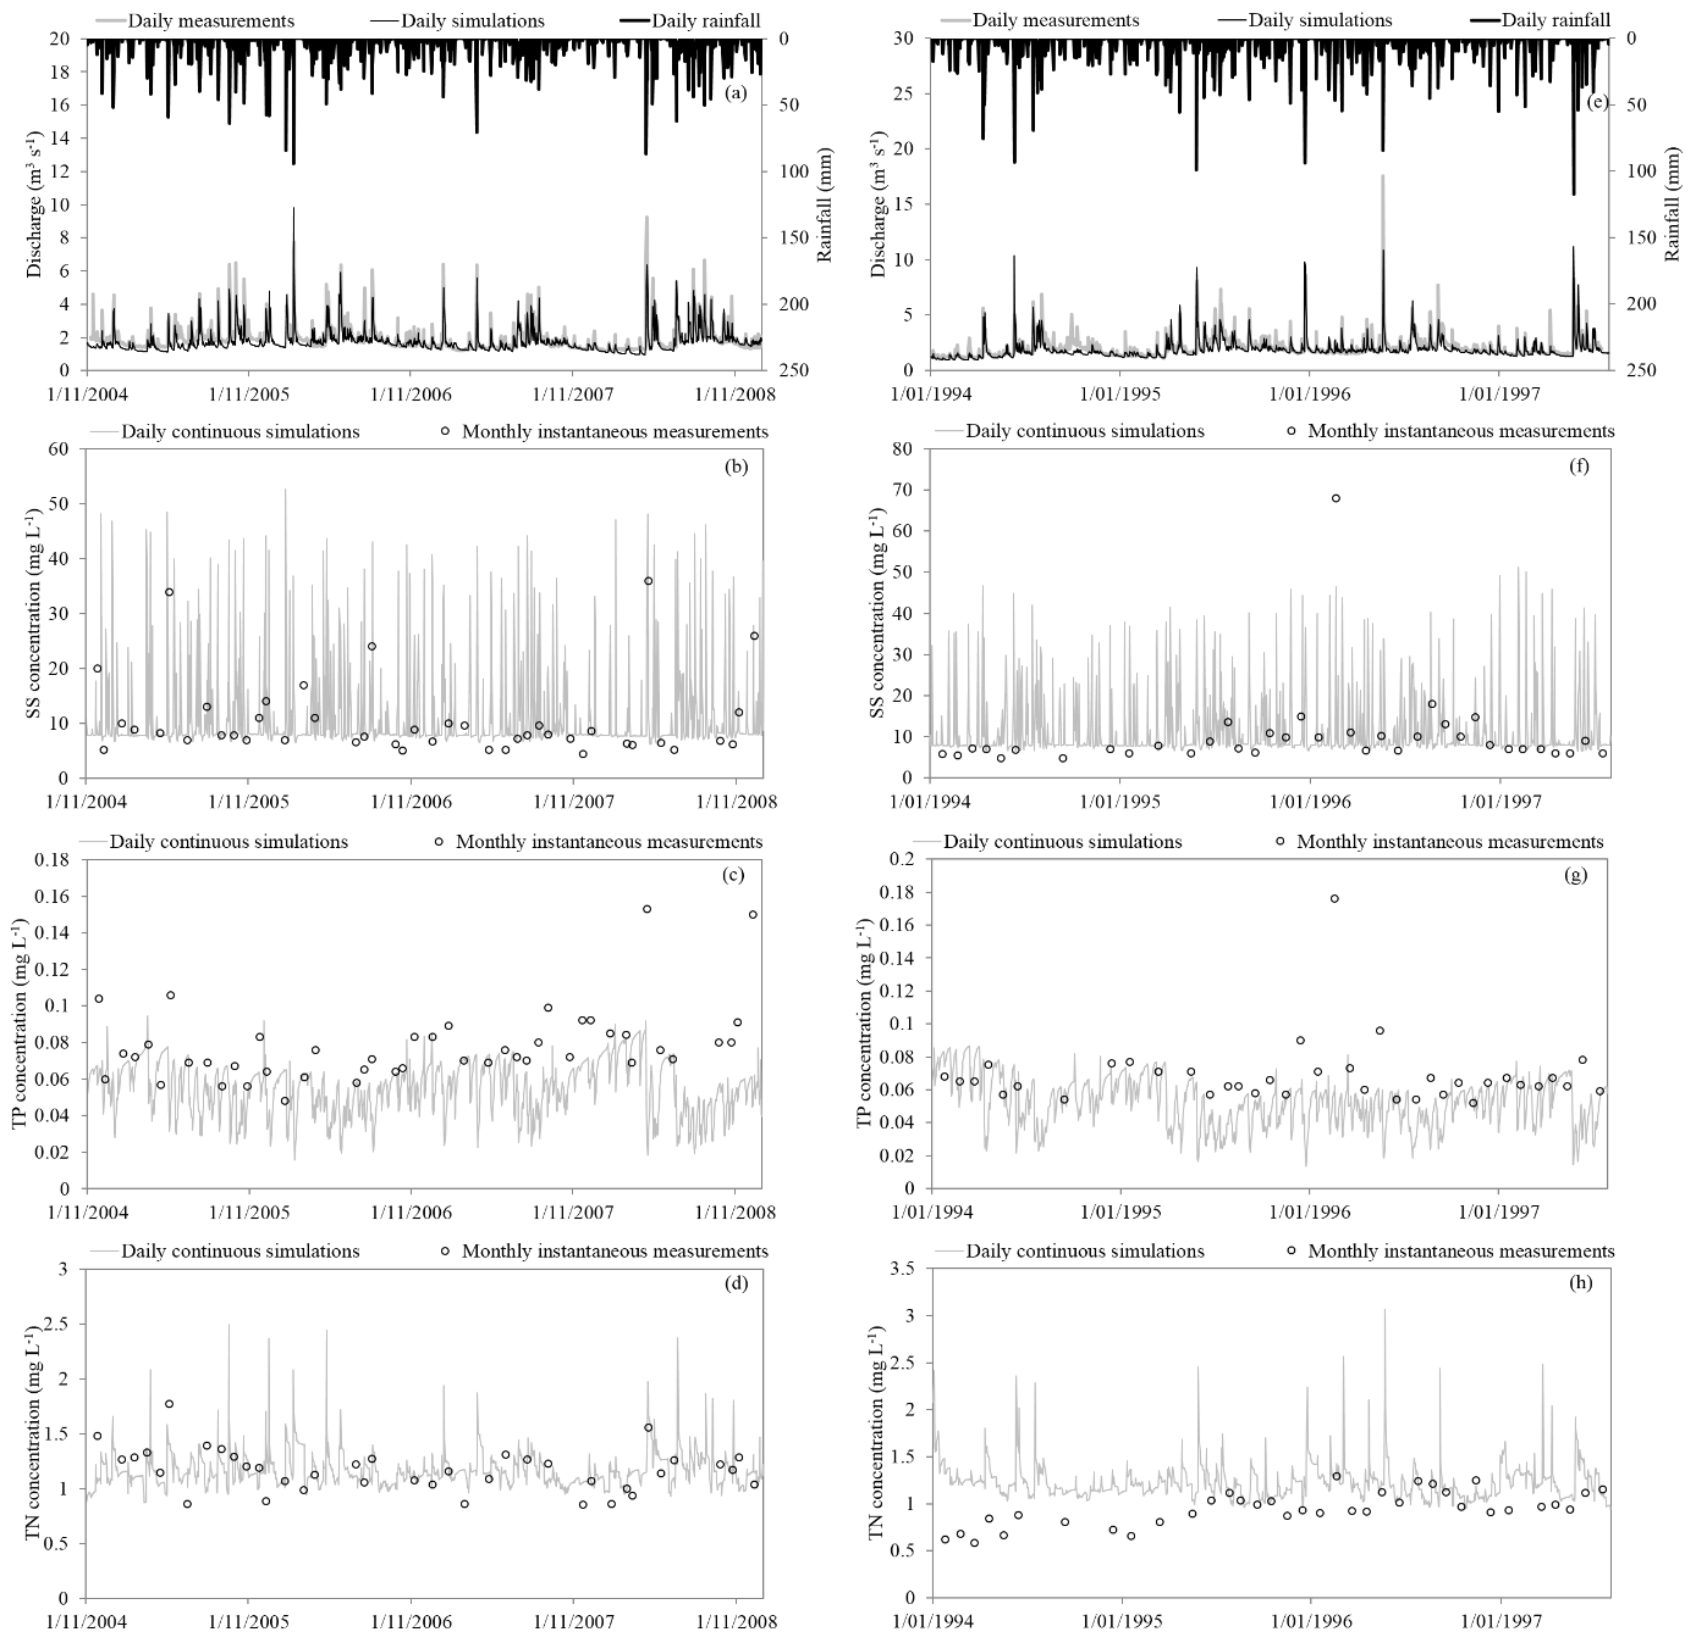 Daily measurements Daily simulations Daily rainfall
20 18 16 14 12 10 8 6 4 2 0
Discharge (m³ s⁻¹)
0 50 100 150 200 250
Rainfall (mm)
(a)
1/11/2004 1/11/2005 1/11/2006 1/11/2007 1/11/2008
Daily measurements Daily simulations Daily rainfall
30 25 20 15 10 5 0
Discharge (m³ s⁻¹)
0 50 100 150 200 250
Rainfall (mm)
(e)
1/01/1994 1/01/1995 1/01/1996 1/01/1997
Daily continuous simulations Monthly instantaneous measurements
60 50 40 30 20 10 0
SS concentration (mg L⁻¹)
(b)
1/11/2004 1/11/2005 1/11/2006 1/11/2007 1/11/2008
Daily continuous simulations Monthly instantaneous measurements
80 70 60 50 40 30 20 10 0
SS concentration (mg L⁻¹)
(f)
1/01/1994 1/01/1995 1/01/1996 1/01/1997
Daily continuous simulations Monthly instantaneous measurements
0.18 0.16 0.14 0.12 0.1 0.08 0.06 0.04 0.02 0
TP concentration (mg L⁻¹)
(c)
1/11/2004 1/11/2005 1/11/2006 1/11/2007 1/11/2008
Daily continuous simulations Monthly instantaneous measurements
0.2 0.18 0.16 0.14 0.12 0.1 0.08 0.06 0.04 0.02 0
TP concentration (mg L⁻¹)
(g)
1/01/1994 1/01/1995 1/01/1996 1/01/1997
Daily continuous simulations Monthly instantaneous measurements
3 2.5 2 1.5 1 0.5 0
TN concentration (mg L⁻¹)
(d)
1/11/2004 1/11/2005 1/11/2006 1/11/2007 1/11/2008
Daily continuous simulations Monthly instantaneous measurements
3.5 3 2.5 2 1.5 1 0.5 0
TN concentration (mg L⁻¹)
(h)
1/01/1994 1/01/1995 1/01/1996 1/01/1997